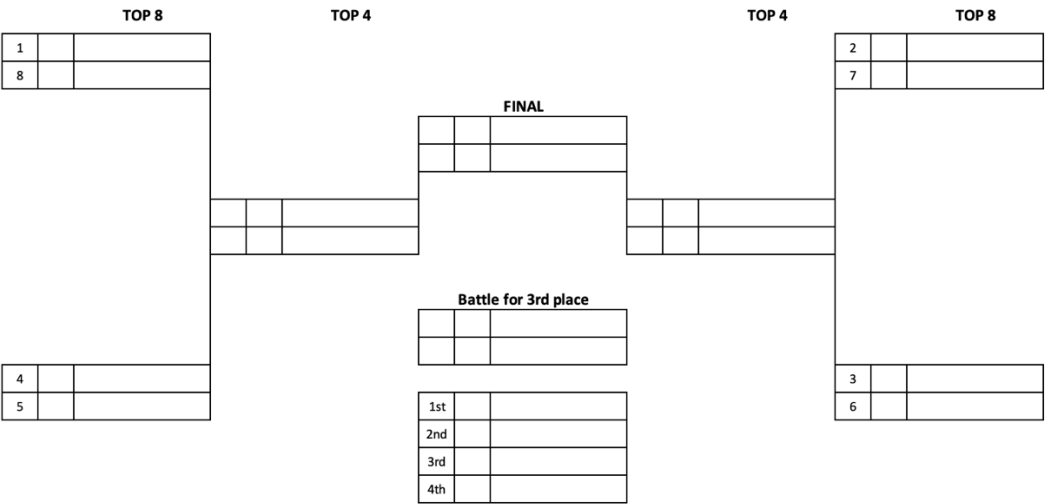 TOP 8 TOP 4 TOP 4 TOP 8
1 2
8 7
FINAL
Battle for 3rd place
4 3
5 6
1st
2nd
3rd
4th